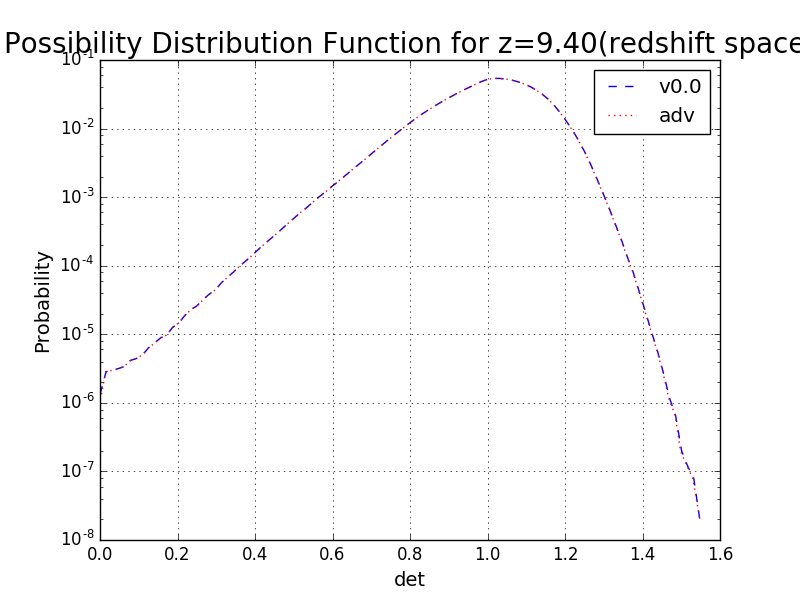 Possibility Distribution Function for z=9.40(redshift space
10^-1
10^-2
10^-3
10^-4
10^-5
10^-6
10^-7
10^-8
Probability
v0.0
adv
0.0 0.2 0.4 0.6 0.8 1.0 1.2 1.4 1.6
det